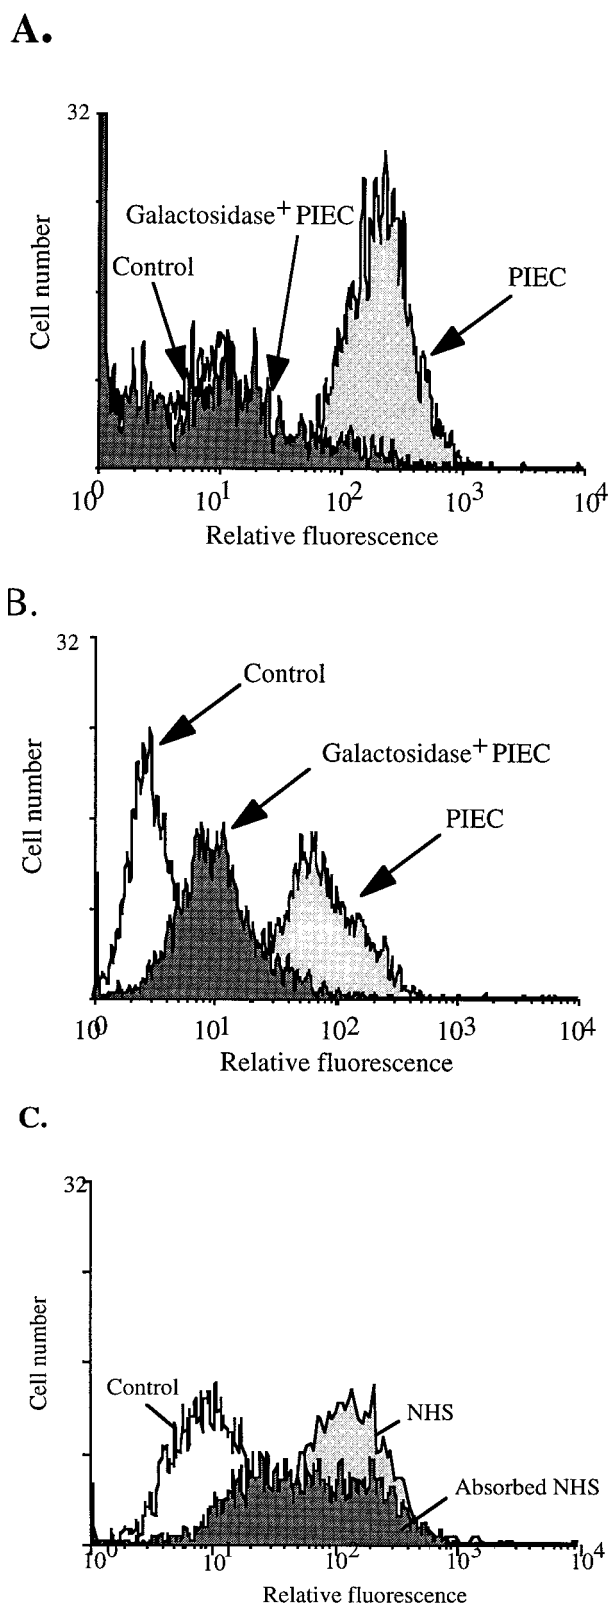 A.
32
Galactosidase+ PIEC
Control
PIEC
Cell number
10^0 10^1 10^2 10^3 10^4
Relative fluorescence
B.
32
Control
Galactosidase+ PIEC
PIEC
Cell number
10^0 10^1 10^2 10^3 10^4
Relative fluorescence
C.
32
Control
NHS
Absorbed NHS
Cell number
10^0 10^1 10^2 10^3 10^4
Relative fluorescence